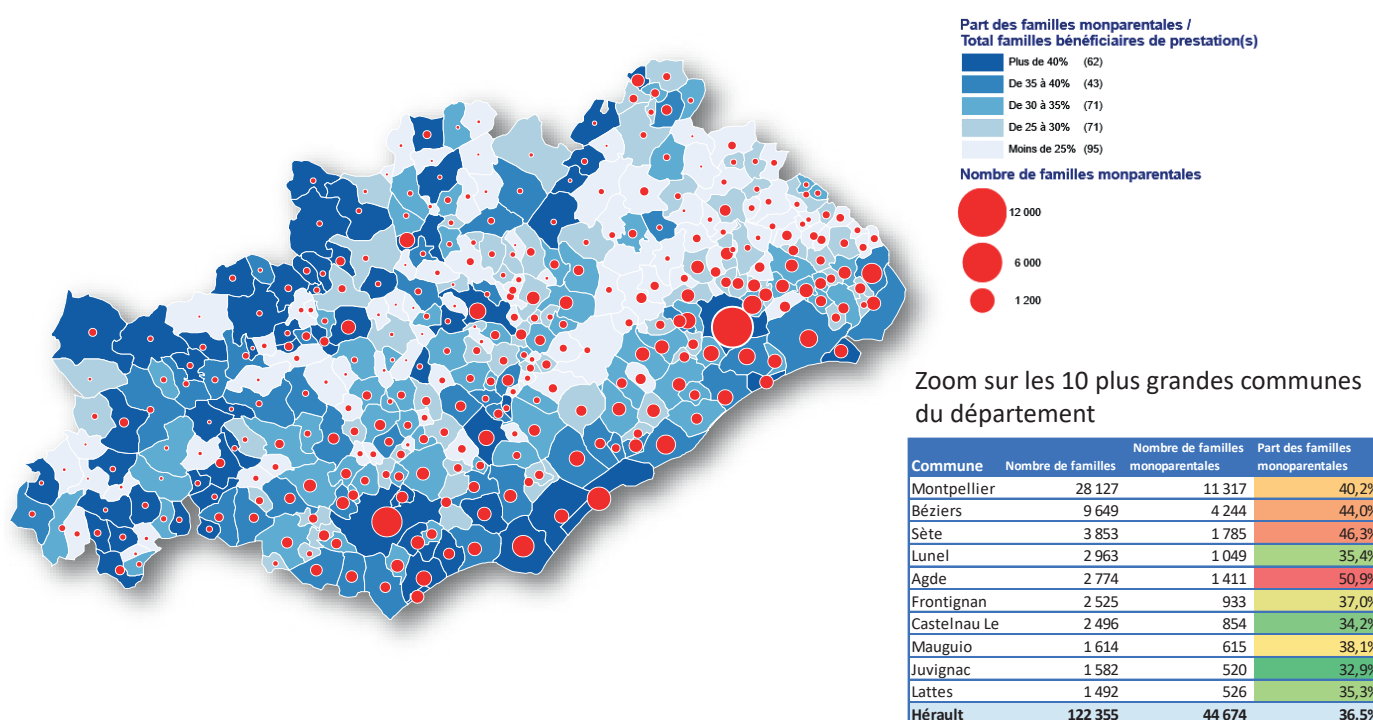 Part des familles monparentales /
Total familles bénéficiaires de prestation(s)
Plus de 40% (62)
De 35 à 40% (43)
De 30 à 35% (71)
De 25 à 30% (71)
Moins de 25% (95)
Nombre de familles monparentales
12 000
6 000
1 200
Zoom sur les 10 plus grandes communes
du département
Commune Nombre de familles Nombre de familles monoparentales Part des familles monoparentales
Montpellier 28 127 11 317 40,2%
Béziers 9 649 4 244 44,0%
Sète 3 853 1 785 46,3%
Lunel 2 963 1 049 35,4%
Agde 2 774 1 411 50,9%
Frontignan 2 525 933 37,0%
Castelnau Le 2 496 854 34,2%
Mauguio 1 614 615 38,1%
Juvignac 1 582 520 32,9%
Lattes 1 492 526 35,3%
Hérault 122 355 44 674 36,5%